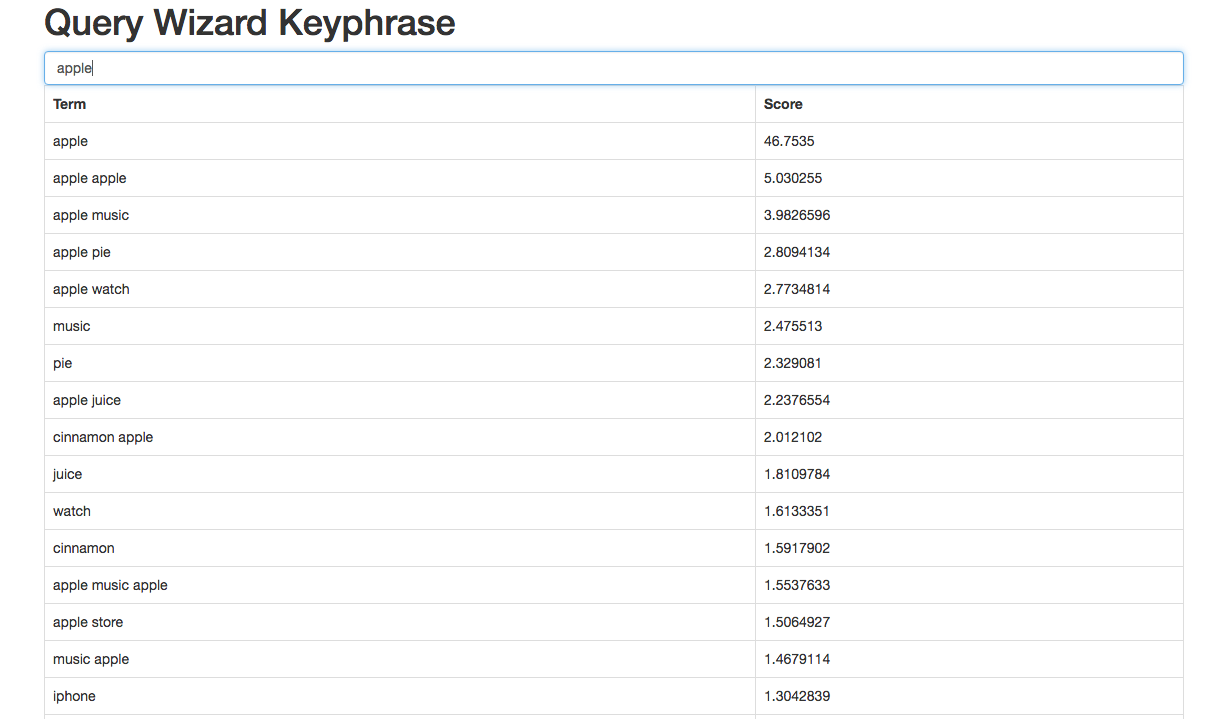 Query Wizard Keyphrase
apple
Term Score
apple 46.7535
apple apple 5.030255
apple music 3.9826596
apple pie 2.8094134
apple watch 2.7734814
music 2.475513
pie 2.329081
apple juice 2.2376554
cinnamon apple 2.012102
juice 1.8109784
watch 1.6133351
cinnamon 1.5917902
apple music apple 1.5537633
apple store 1.5064927
music apple 1.4679114
iphone 1.3042839